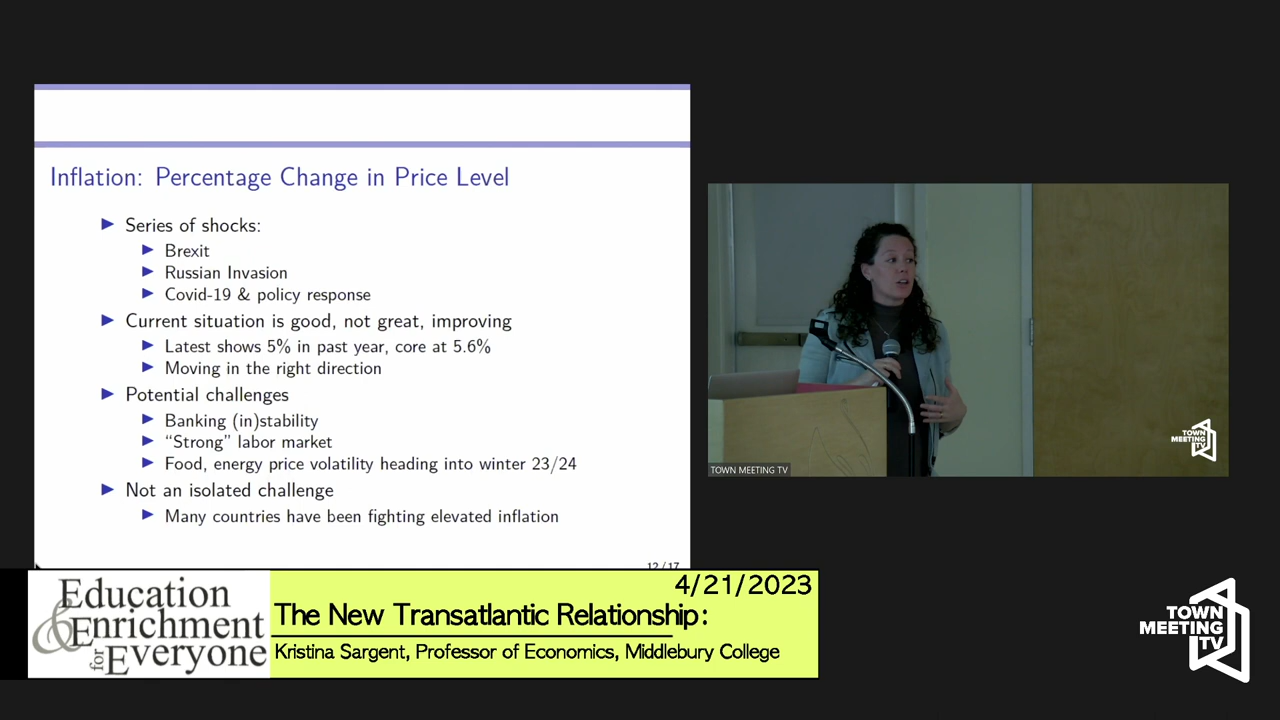 Inflation: Percentage Change in Price Level
Series of shocks:
Brexit
Russian Invasion
Covid-19 & policy response
Current situation is good, not great, improving
Latest shows 5% in past year, core at 5.6%
Moving in the right direction
Potential challenges
Banking (in)stability
“Strong” labor market
Food, energy price volatility heading into winter 23/24
Not an isolated challenge
Many countries have been fighting elevated inflation
12 / 17
TOWN
MEETING
TV
TOWN MEETING TV
Education
& Enrichment
for Everyone
4/21/2023
The New Transatlantic Relationship:
Kristina Sargent, Professor of Economics, Middlebury College
TOWN
MEETING
TV